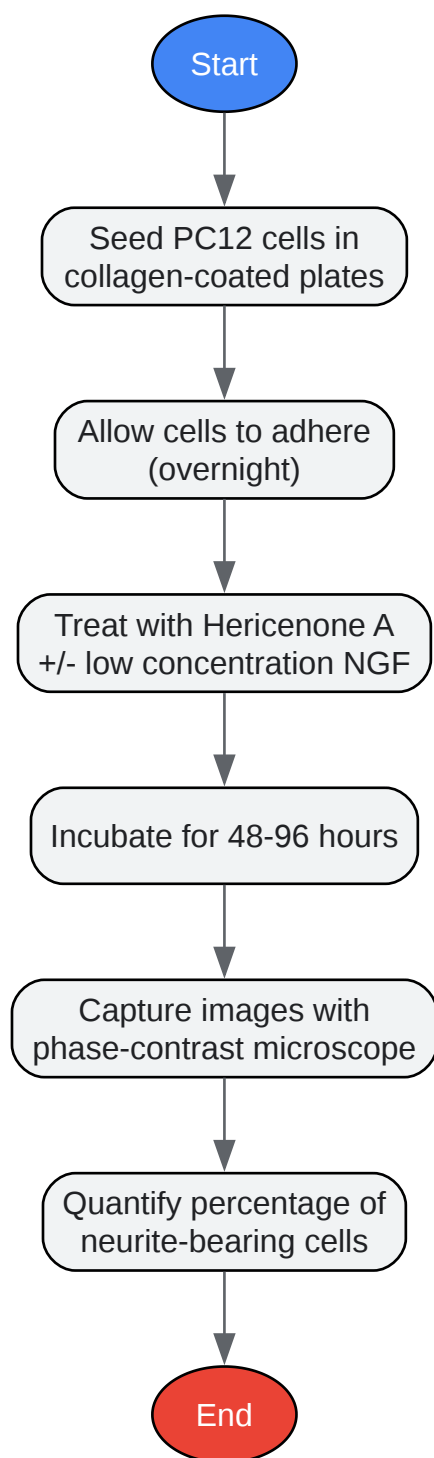 Start
Seed PC12 cells in
collagen-coated plates
Allow cells to adhere
(overnight)
Treat with Hericenone A
+/- low concentration NGF
Incubate for 48-96 hours
Capture images with
phase-contrast microscope
Quantify percentage of
neurite-bearing cells
End